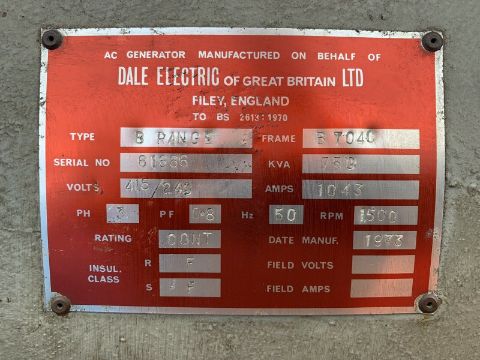 AC GENERATOR MANUFACTURED ON BEHALF OF
DALE ELECTRIC OF GREAT BRITAIN LTD
FILEY, ENGLAND
TO BS 2613:1970
TYPE B RANGE FRAME B 7040
SERIAL NO KVA 750
VOLTS 415/240 AMPS 1043
PH 3 PF 0·8 Hz 50 RPM 1500
RATING CONT DATE MANUF. 1973
INSUL. CLASS R F FIELD VOLTS
S F FIELD AMPS